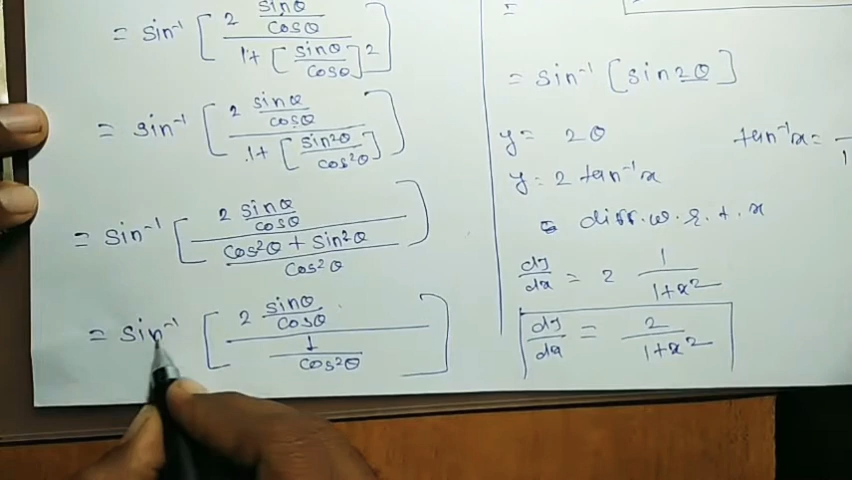 = sin⁻¹ [ 2 sinθ/cosθ / 1+[sinθ/cosθ]² ]
= sin⁻¹ [ 2 sinθ/cosθ / 1+[sin²θ/cos²θ] ]
= sin⁻¹ [ 2 sinθ/cosθ / cos²θ + sin²θ/cos²θ ]
= sin⁻¹ [ 2 sinθ/cosθ / 1/cos²θ ]
=
= sin⁻¹ [sin2θ]
y = 2θ
tan⁻¹x =
y = 2 tan⁻¹x
diff. w. r. t. x
dy/dx = 2 1/1+x²
dy/dx = 2/1+x²